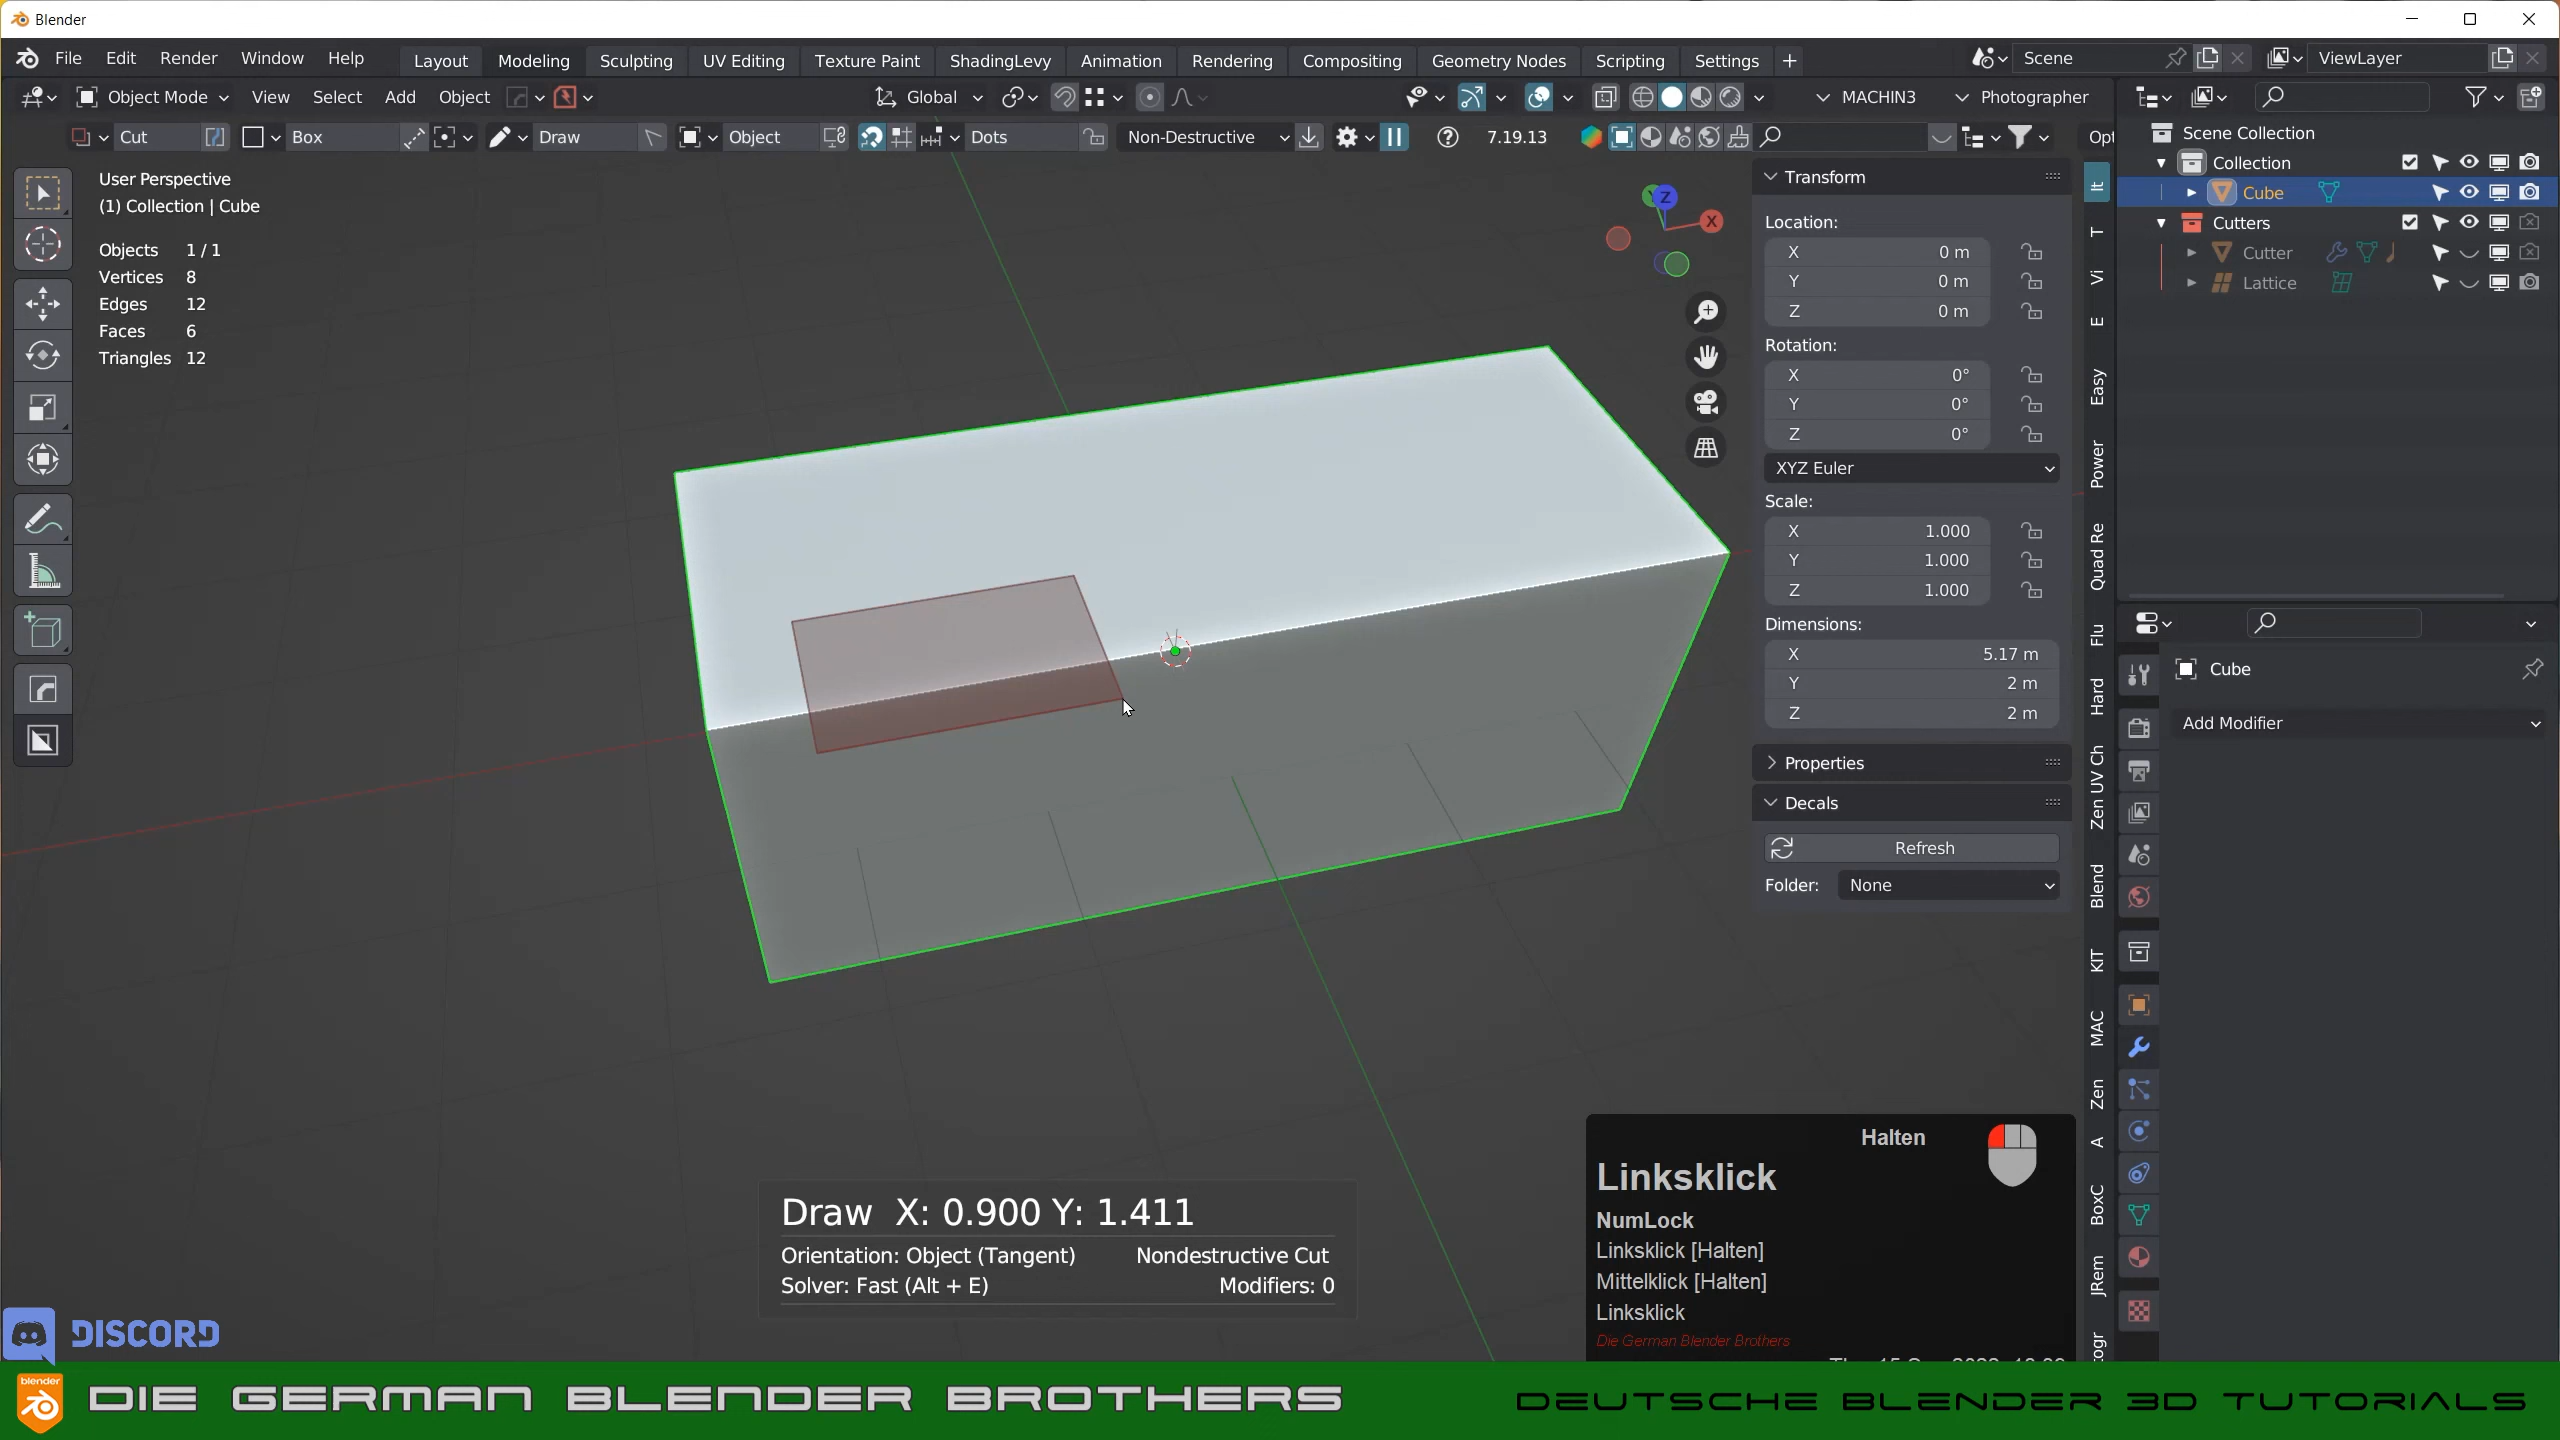 Blender
File Edit Render Window Help Layout Modeling Sculpting UV Editing Texture Paint ShadingLevy Animation Rendering Compositing Geometry Nodes Scripting Settings + Scene ViewLayer
Object Mode View Select Add Object Global MACHIN3 Photographer
Cut Box Draw Object Dots Non-Destructive 7.19.13 Opt
User Perspective
(1) Collection | Cube
Objects 1 / 1
Vertices 8
Edges 12
Faces 6
Triangles 12
Z
X
Transform
Location:
X 0 m
Y 0 m
Z 0 m
Rotation:
X 0°
Y 0°
Z 0°
XYZ Euler
Scale:
X 1.000
Y 1.000
Z 1.000
Dimensions:
X 5.17 m
Y 2 m
Z 2 m
Properties
Decals
Refresh
Folder: None
It
T
Vi
E
Easy
Power
Quad Re
Flu
Hard
Zen UV Ch
Blend
KIT
MAC
Zen
A
BoxC
JRem
togr
Scene Collection
Collection
Cube
Cutters
Cutter
Lattice
Cube
Add Modifier
Draw X: 0.900 Y: 1.411
Orientation: Object (Tangent) Nondestructive Cut
Solver: Fast (Alt + E) Modifiers: 0
Halten
Linksklick
NumLock
Linksklick [Halten]
Mittelklick [Halten]
Linksklick
Die German Blender Brothers
DISCORD
blender
DIE GERMAN BLENDER BROTHERS
DEUTSCHE BLENDER 3D TUTORIALS